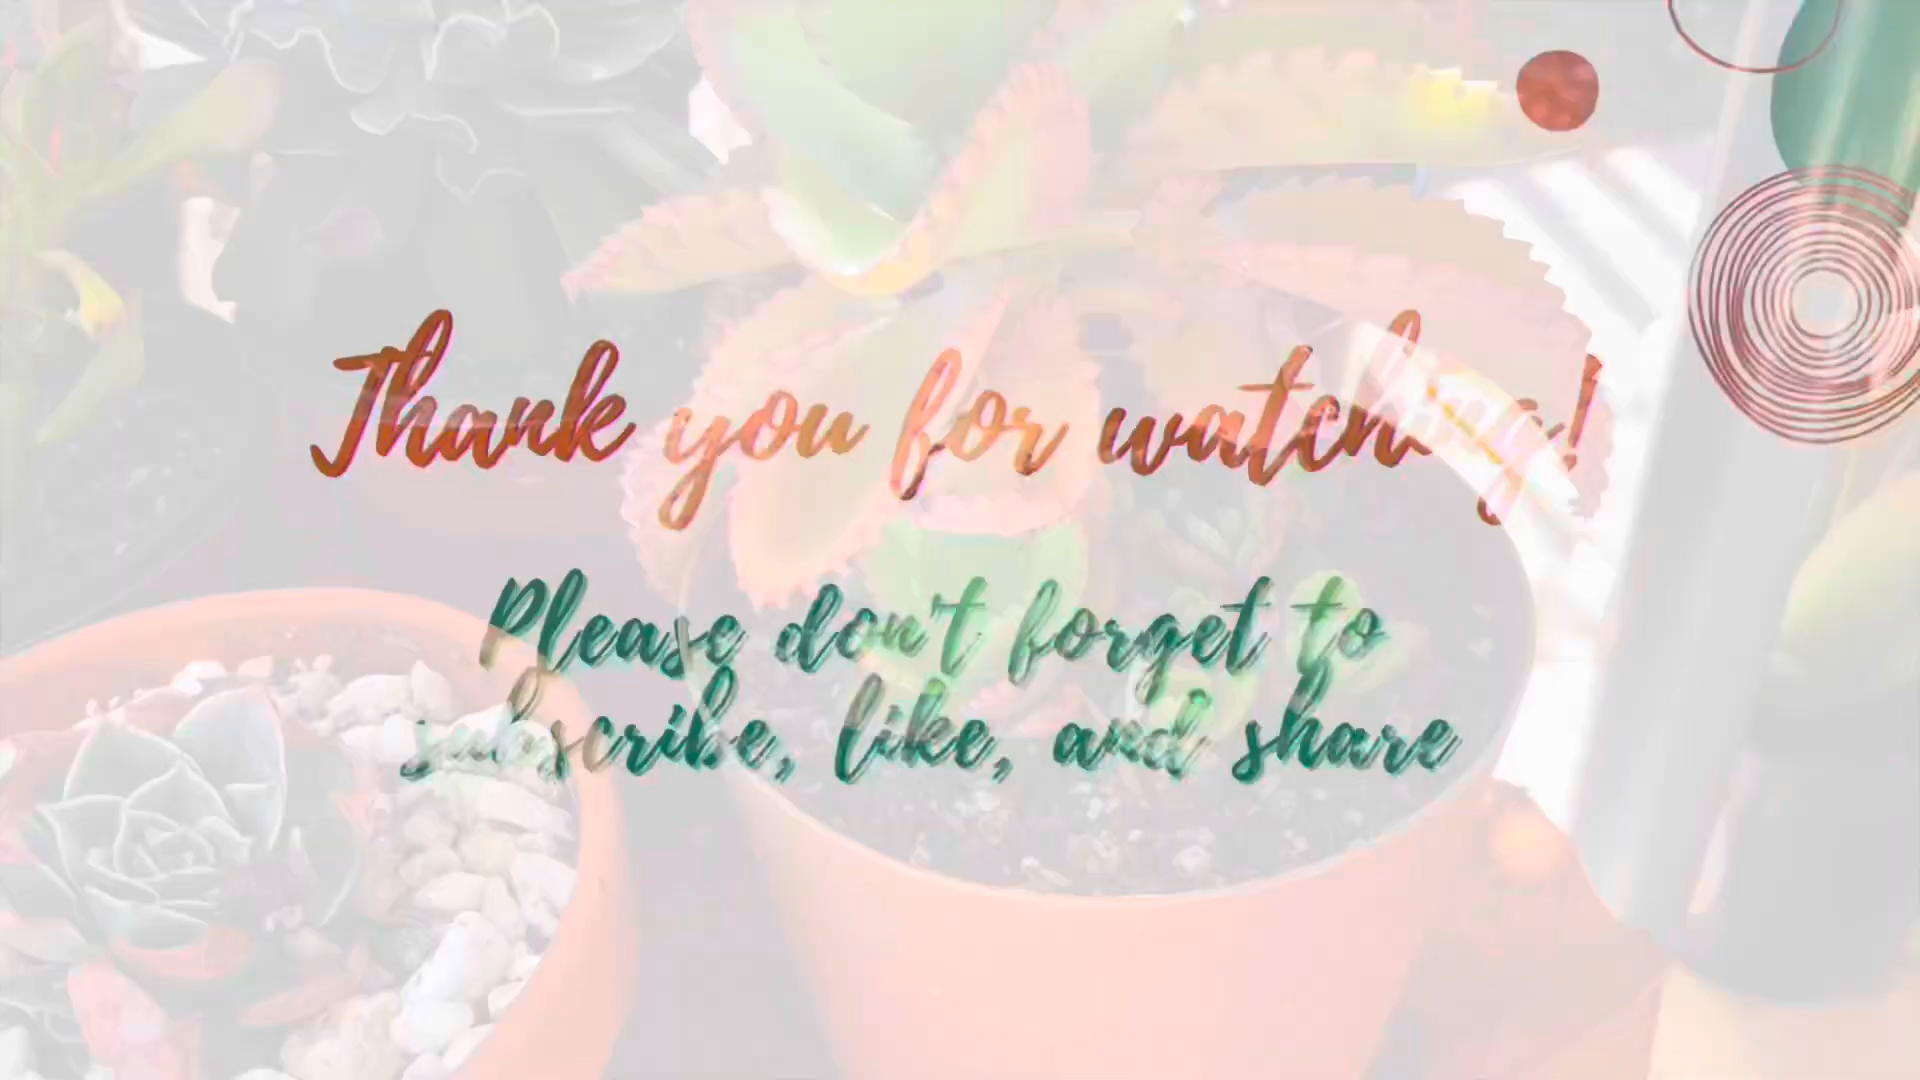 Thank you for watching!
Please don't forget to
subscribe, like, and share